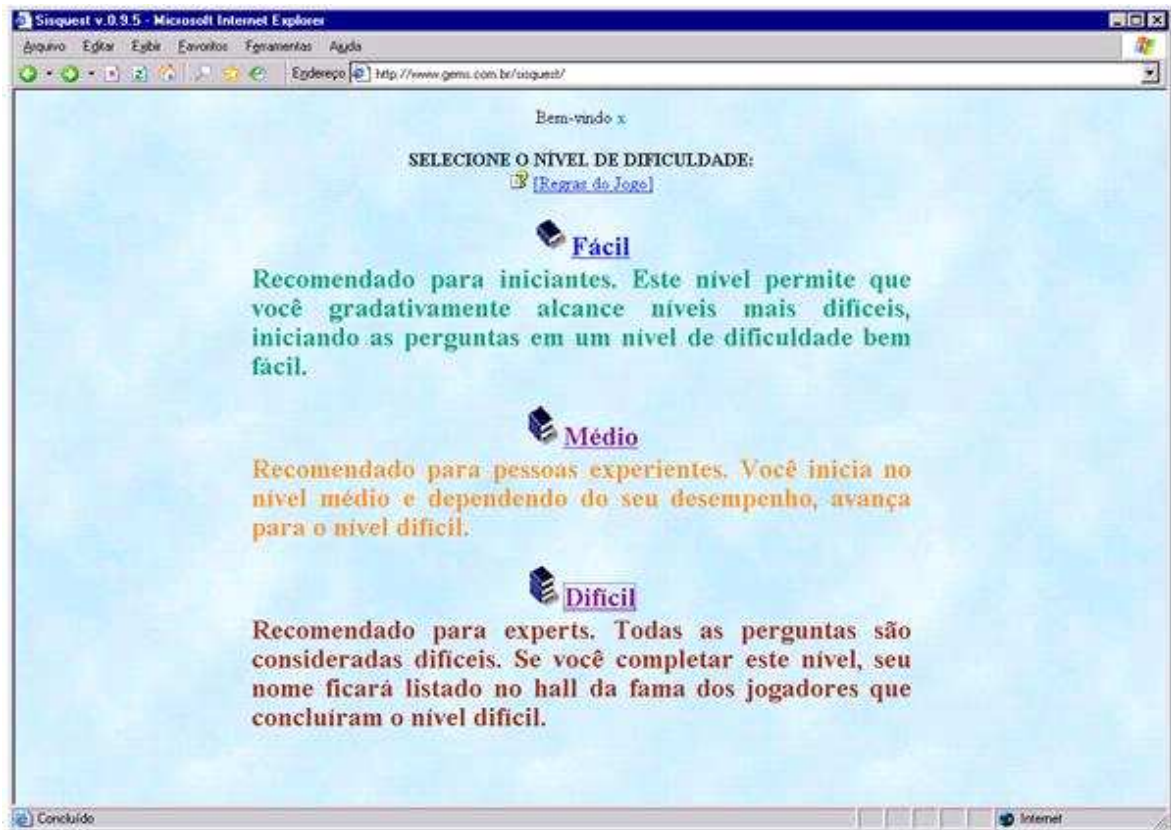 Sisquest v.0.9.5 - Microsoft Internet Explorer
Arquivo Editar Exibir Favoritos Ferramentas Ajuda
Endereço http://www.gems.com.br/sisquest/
Bem-vindo x
SELECIONE O NÍVEL DE DIFICULDADE:
[Regras do Jogo]
Fácil
Recomendado para iniciantes. Este nível permite que
você gradativamente alcance níveis mais difíceis,
iniciando as perguntas em um nível de dificuldade bem
fácil.
Médio
Recomendado para pessoas experientes. Você inicia no
nível médio e dependendo do seu desempenho, avança
para o nível difícil.
Difícil
Recomendado para experts. Todas as perguntas são
consideradas difíceis. Se você completar este nível, seu
nome ficará listado no hall da fama dos jogadores que
concluíram o nível difícil.
Concluído Internet